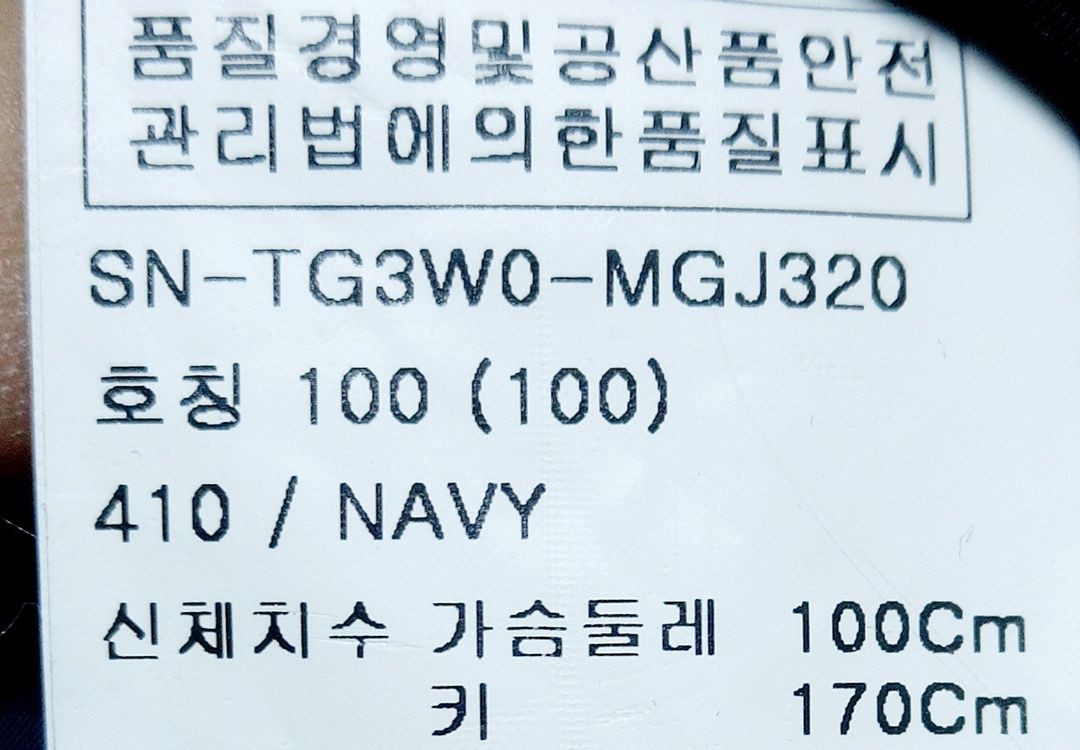 품질경영및공산품안전
관리법에의한품질표시
SN-TG3W0-MGJ320
호칭 100 (100)
410 / NAVY
신체치수 가슴둘레 100Cm
키 170Cm